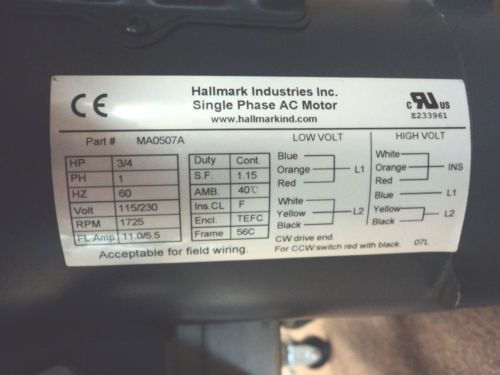 CE
Hallmark Industries Inc.
Single Phase AC Motor
www.hallmarkind.com
C RU US
E233961
Part # MA0507A
HP 3/4
PH 1
HZ 60
Volt 115/230
RPM 1725
FL Amp 11.0/5.5
Duty Cont.
S.F. 1.15
AMB. 40℃
Ins.CL F
Encl. TEFC
Frame 56C
LOW VOLT
Blue
Orange L1
Red
White
Yellow L2
Black
HIGH VOLT
White
Orange INS
Red
Blue L1
Yellow L2
Black
Acceptable for field wiring.
CW drive end.
For CCW.switch red with black. 07L